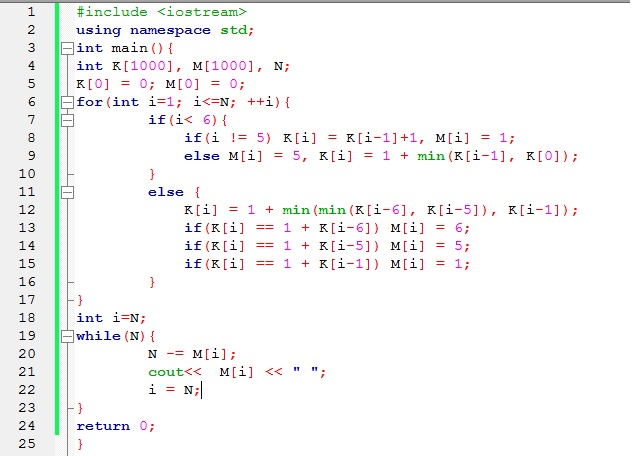 1 #include <iostream>
2 using namespace std;
3 int main(){
4 int K[1000], M[1000], N;
5 K[0] = 0; M[0] = 0;
6 for(int i=1; i<=N; ++i){
7 if(i< 6){
8 if(i != 5) K[i] = K[i-1]+1, M[i] = 1;
9 else M[i] = 5, K[i] = 1 + min(K[i-1], K[0]);
10 }
11 else {
12 K[i] = 1 + min(min(K[i-6], K[i-5]), K[i-1]);
13 if(K[i] == 1 + K[i-6]) M[i] = 6;
14 if(K[i] == 1 + K[i-5]) M[i] = 5;
15 if(K[i] == 1 + K[i-1]) M[i] = 1;
16 }
17 }
18 int i=N;
19 while(N){
20 N -= M[i];
21 cout<< M[i] << " ";
22 i = N;
23 }
24 return 0;
25 }